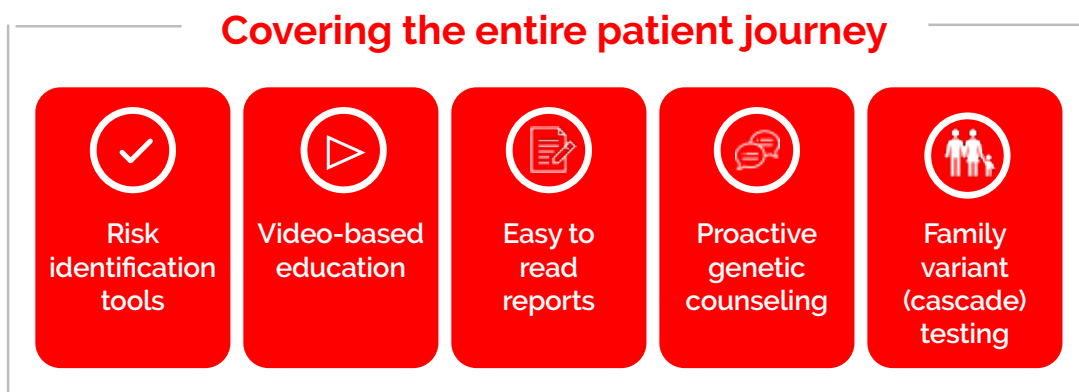 Covering the entire patient journey
Risk
identification
tools
Video-based
education
Easy to
read
reports
Proactive
genetic
counseling
Family
variant
(cascade)
testing